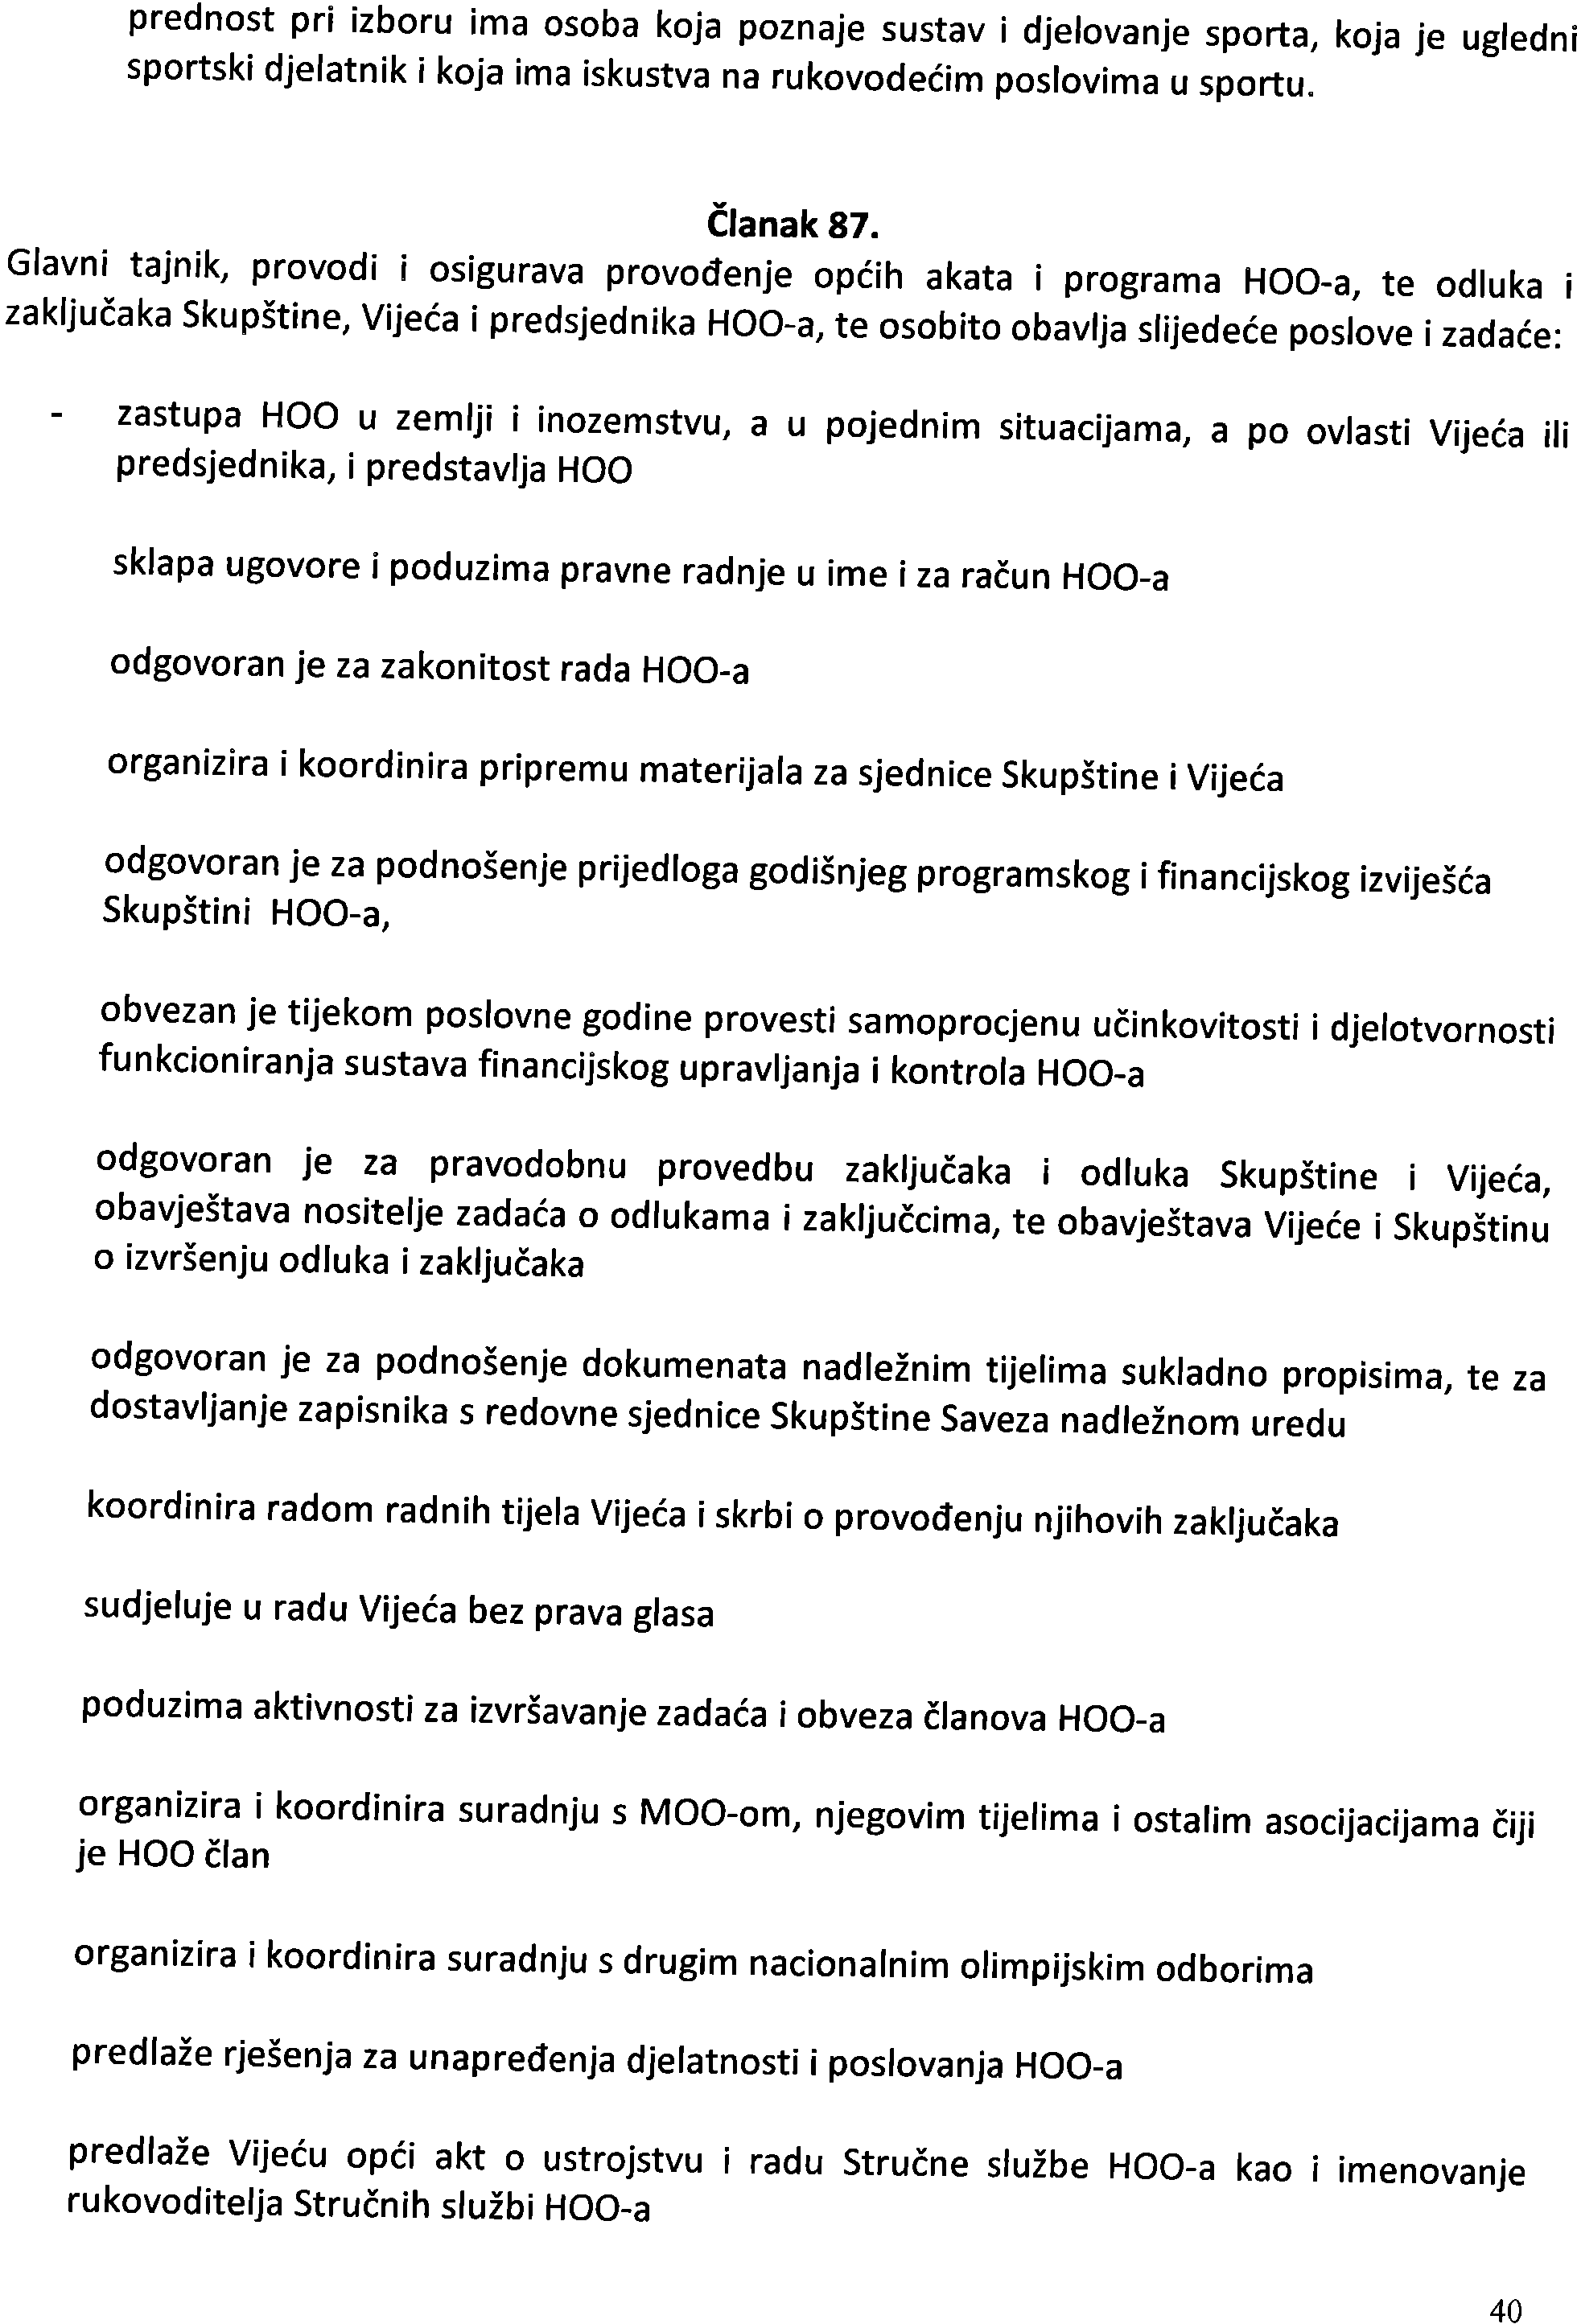 prednost pri izboru ima osoba koja poznaje sustav i djelovanje sporta, koja je ugledni
sportski djelatnik i koja ima iskustva na rukovodećim poslovima u sportu.
Članak 87.
Glavni tajnik, provodi i osigurava provođenje općih akata i programa HOO-a, te odluka i
zaključaka Skupštine, Vijeća i predsjednika HOO-a, te osobito obavlja slijedeće poslove i zadaće:
- zastupa HOO u zemlji i inozemstvu, a u pojednim situacijama, a po ovlasti Vijeća ili
predsjednika, i predstavlja HOO
sklapa ugovore i poduzima pravne radnje u ime i za račun HOO-a
odgovoran je za zakonitost rada HOO-a
organizira i koordinira pripremu materijala za sjednice Skupštine i Vijeća
odgovoran je za podnošenje prijedloga godišnjeg programskog i financijskog izviješća
Skupštini HOO-a,
obvezan je tijekom poslovne godine provesti samoprocjenu učinkovitosti i djelotvornosti
funkcioniranja sustava financijskog upravljanja i kontrola HOO-a
odgovoran je za pravodobnu provedbu zaključaka i odluka Skupštine i Vijeća,
obavještava nositelje zadaća o odlukama i zaključcima, te obavještava Vijeće i Skupštinu
o izvršenju odluka i zaključaka
odgovoran je za podnošenje dokumenata nadležnim tijelima sukladno propisima, te za
dostavljanje zapisnika s redovne sjednice Skupštine Saveza nadležnom uredu
koordinira radom radnih tijela Vijeća i skrbi o provođenju njihovih zaključaka
sudjeluje u radu Vijeća bez prava glasa
poduzima aktivnosti za izvršavanje zadaća i obveza članova HOO-a
organizira i koordinira suradnju s MOO-om, njegovim tijelima i ostalim asocijacijama čiji
je HOO član
organizira i koordinira suradnju s drugim nacionalnim olimpijskim odborima
predlaže rješenja za unapređenja djelatnosti i poslovanja HOO-a
predlaže Vijeću opći akt o ustrojstvu i radu Stručne službe HOO-a kao i imenovanje
rukovoditelja Stručnih službi HOO-a
40